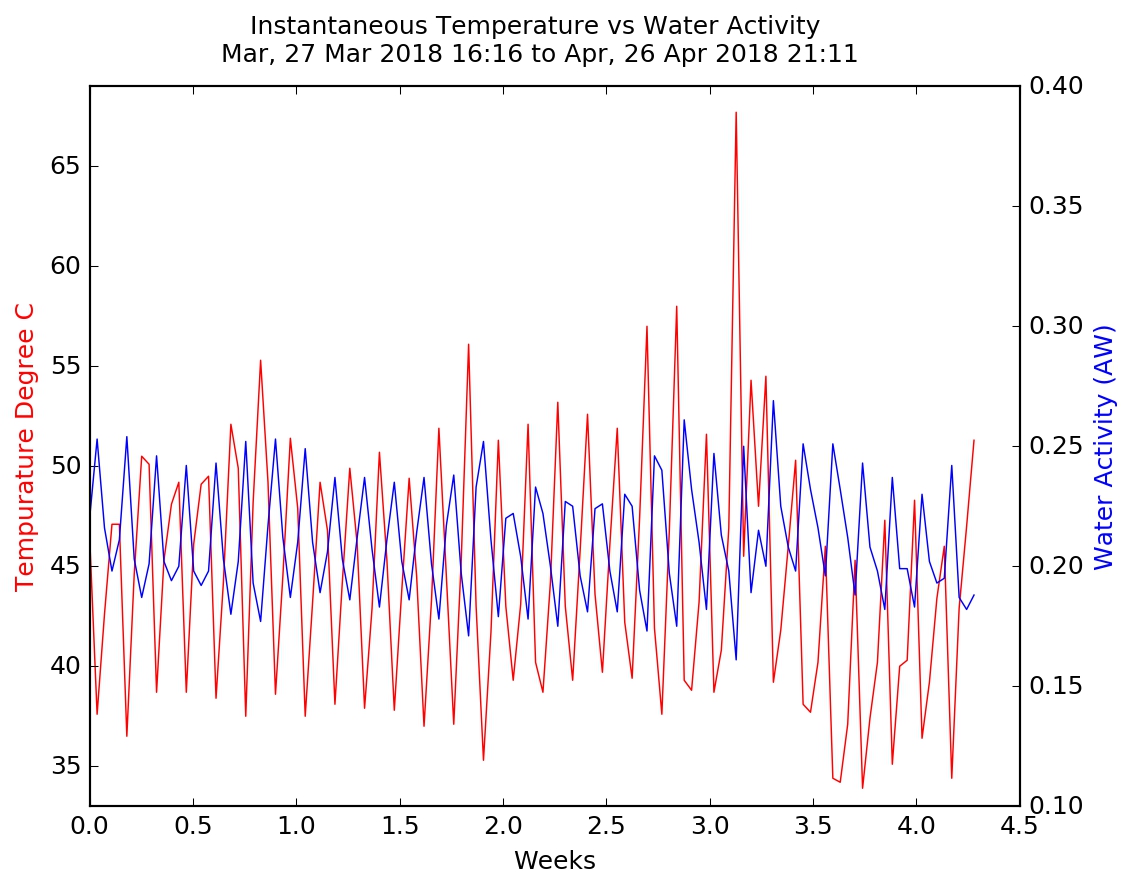 Instantaneous Temperature vs Water Activity
Mar, 27 Mar 2018 16:16 to Apr, 26 Apr 2018 21:11
65
60
55
50
45
40
35
Tempurature Degree C
0.40
0.35
0.30
0.25
0.20
0.15
0.10
Water Activity (AW)
0.0 0.5 1.0 1.5 2.0 2.5 3.0 3.5 4.0 4.5
Weeks